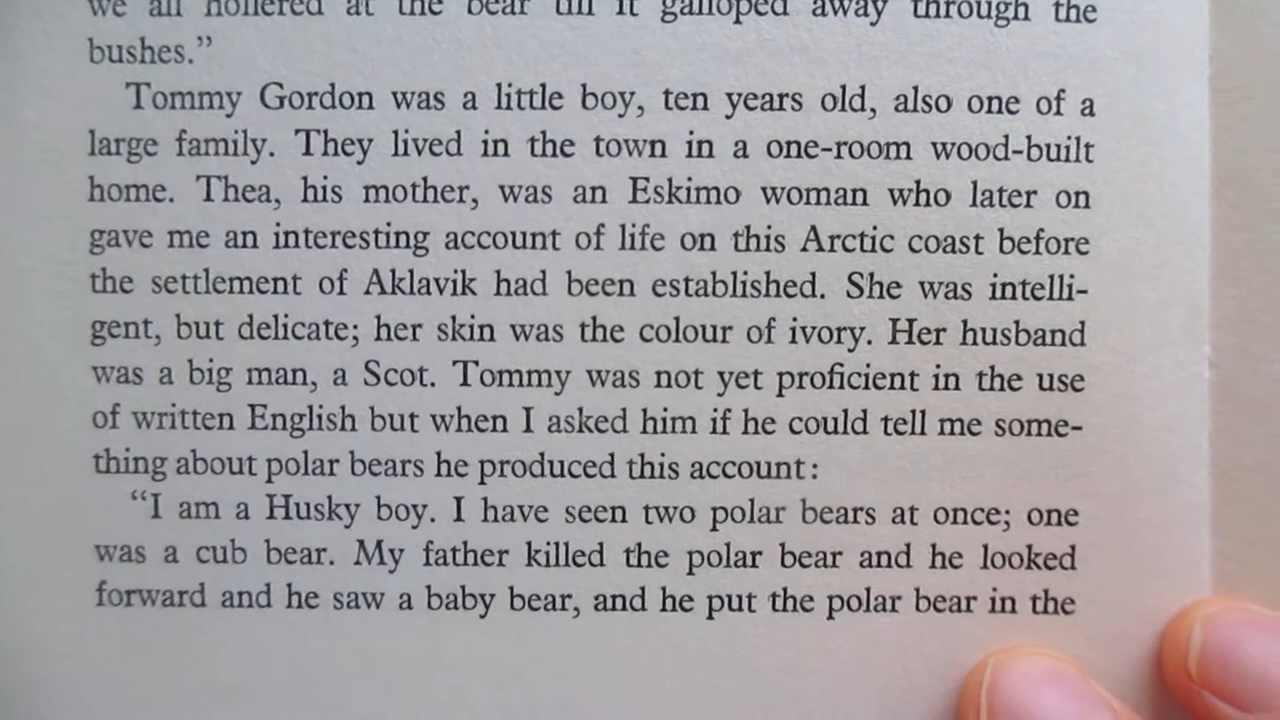 we all hollered at the bear till it galloped away through the
bushes.”
Tommy Gordon was a little boy, ten years old, also one of a
large family. They lived in the town in a one-room wood-built
home. Thea, his mother, was an Eskimo woman who later on
gave me an interesting account of life on this Arctic coast before
the settlement of Aklavik had been established. She was intelli-
gent, but delicate; her skin was the colour of ivory. Her husband
was a big man, a Scot. Tommy was not yet proficient in the use
of written English but when I asked him if he could tell me some-
thing about polar bears he produced this account:
“I am a Husky boy. I have seen two polar bears at once; one
was a cub bear. My father killed the polar bear and he looked
forward and he saw a baby bear, and he put the polar bear in the